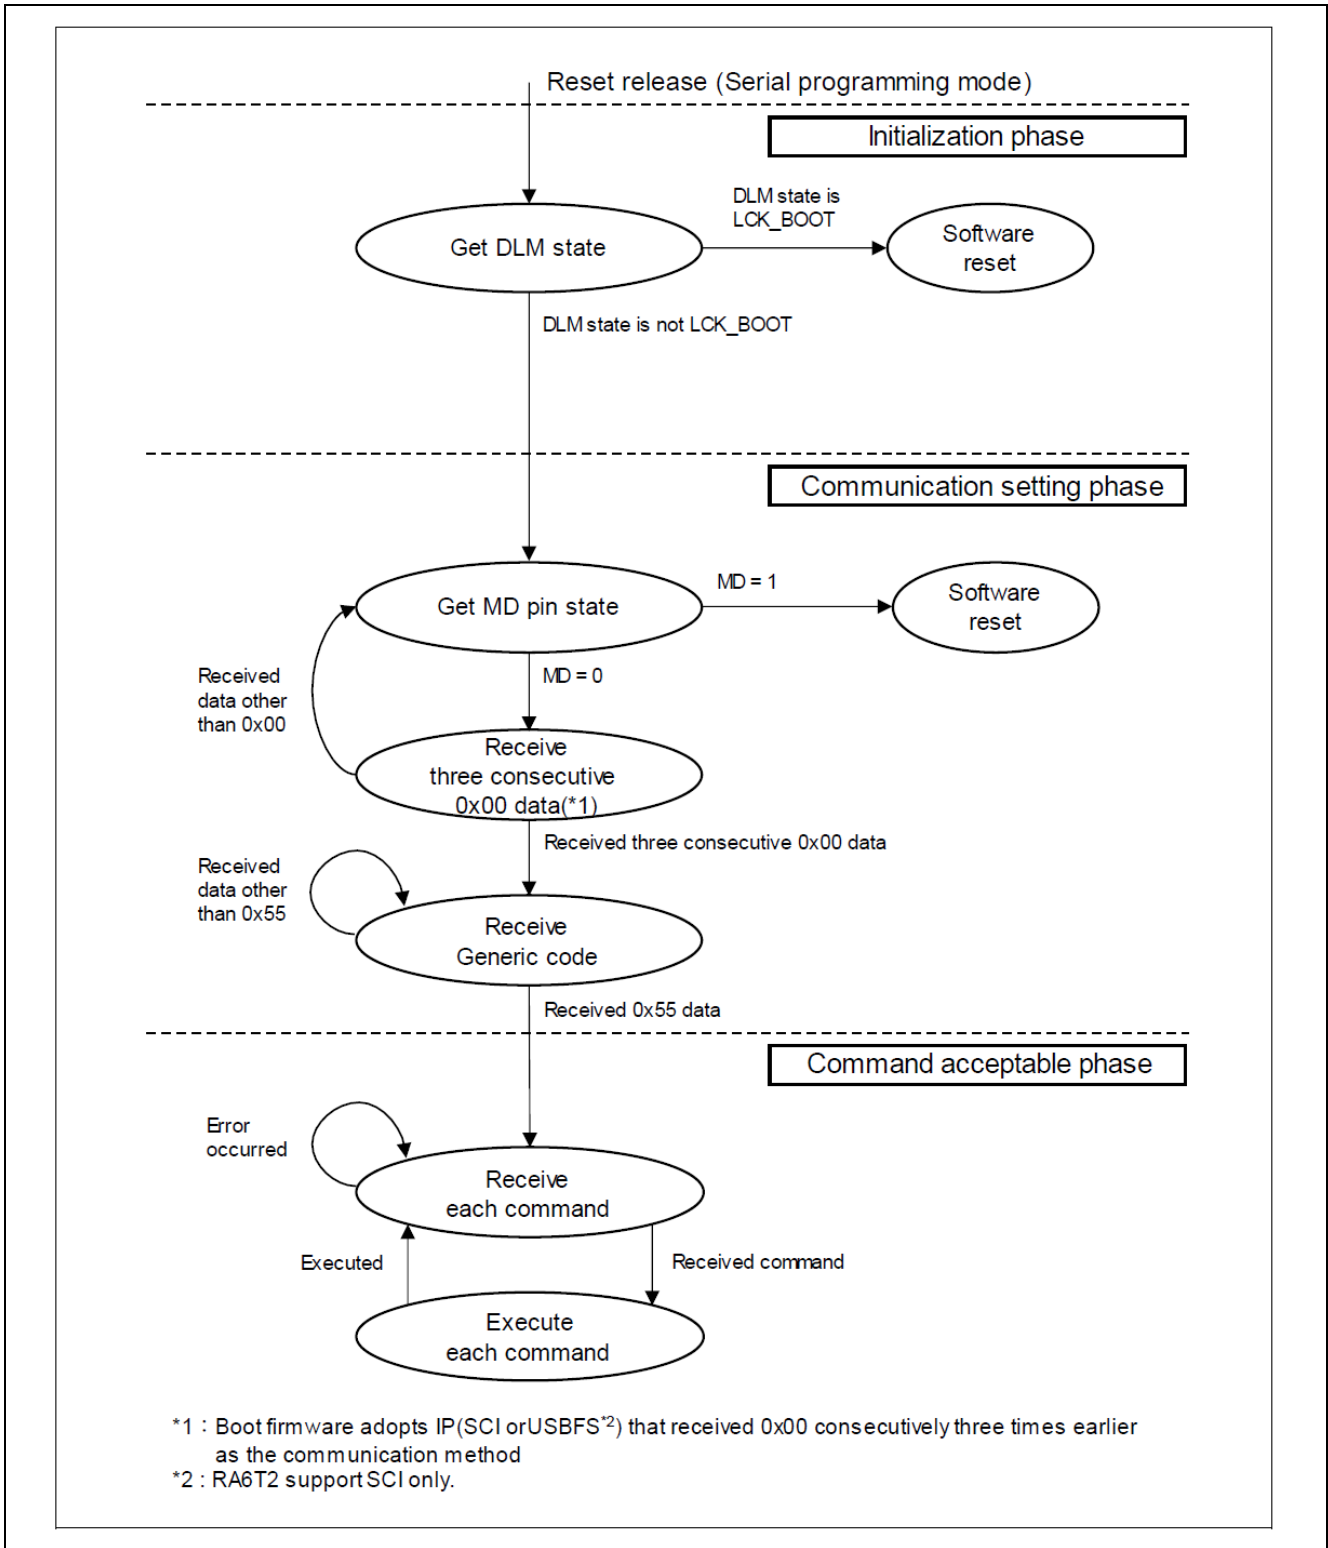 Reset release (Serial programming mode)
Initialization phase
DLM state is
LCK_BOOT
Get DLM state
Software
reset
DLM state is not LCK_BOOT
Communication setting phase
MD = 1
Get MD pin state
Software
reset
MD = 0
Received
data other
than 0x00
Receive
three consecutive
0x00 data(*1)
Received three consecutive 0x00 data
Received
data other
than 0x55
Receive
Generic code
Received 0x55 data
Command acceptable phase
Error
occurred
Receive
each command
Executed
Received command
Execute
each command
*1 : Boot firmware adopts IP(SCI orUSBFS*2) that received 0x00 consecutively three times earlier
as the communication method
*2 : RA6T2 support SCI only.